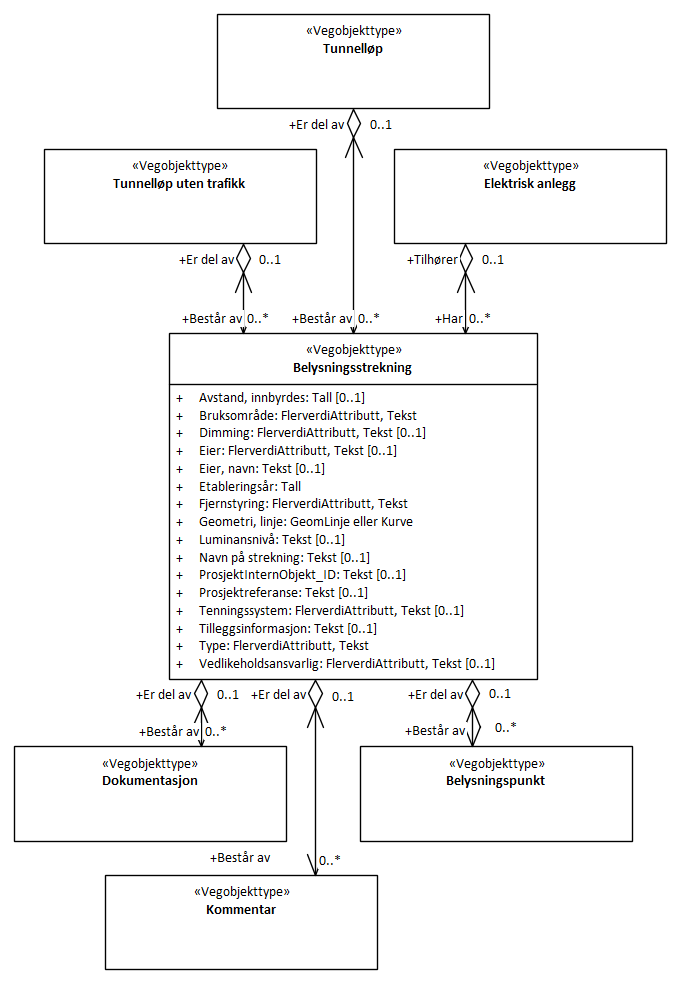 «Vegobjekttype»
Tunnelløp
+Er del av 0..1
«Vegobjekttype»
Tunnelløp uten trafikk
«Vegobjekttype»
Elektrisk anlegg
+Er del av 0..1
+Tilhører 0..1
+Består av 0..*
+Består av 0..*
+Har 0..*
«Vegobjekttype»
Belysningsstrekning
+ Avstand, innbyrdes: Tall [0..1]
+ Bruksområde: FlerverdiAttributt, Tekst
+ Dimming: FlerverdiAttributt, Tekst [0..1]
+ Eier: FlerverdiAttributt, Tekst [0..1]
+ Eier, navn: Tekst [0..1]
+ Etableringsår: Tall
+ Fjernstyring: FlerverdiAttributt, Tekst
+ Geometri, linje: GeomLinje eller Kurve
+ Luminansnivå: Tekst [0..1]
+ Navn på strekning: Tekst [0..1]
+ ProsjektInternObjekt_ID: Tekst [0..1]
+ Prosjektreferanse: Tekst [0..1]
+ Tenningssystem: FlerverdiAttributt, Tekst [0..1]
+ Tilleggsinformasjon: Tekst [0..1]
+ Type: FlerverdiAttributt, Tekst
+ Vedlikeholdsansvarlig: FlerverdiAttributt, Tekst [0..1]
+Er del av 0..1
+Er del av 0..1
+Er del av 0..1
+Består av 0..*
+Består av 0..*
«Vegobjekttype»
Dokumentasjon
«Vegobjekttype»
Belysningspunkt
+Består av 0..*
«Vegobjekttype»
Kommentar